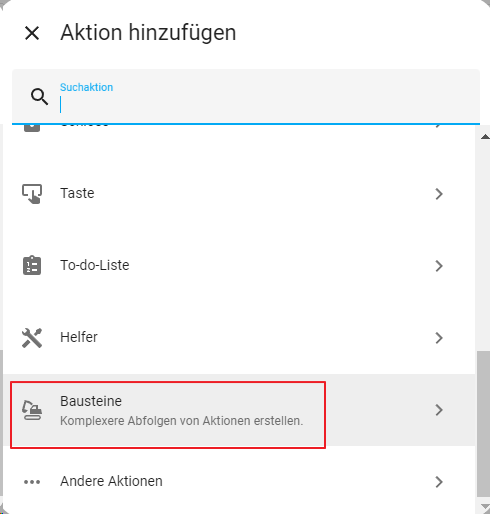 Aktion hinzufügen
Suchaktion
Taste
To-do-Liste
Helfer
Bausteine
Komplexere Abfolgen von Aktionen erstellen.
Andere Aktionen